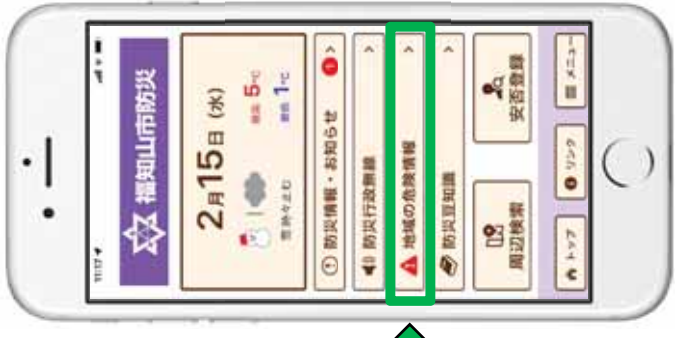 11:17
福知山市防災
2月15日（水）
最高 5℃
最低 1℃
雪時々止む
防災情報・お知らせ 1 >
防災行政無線 >
地域の危険情報 >
防災豆知識 >
周辺検索 安否登録
トップ リンク メニュー